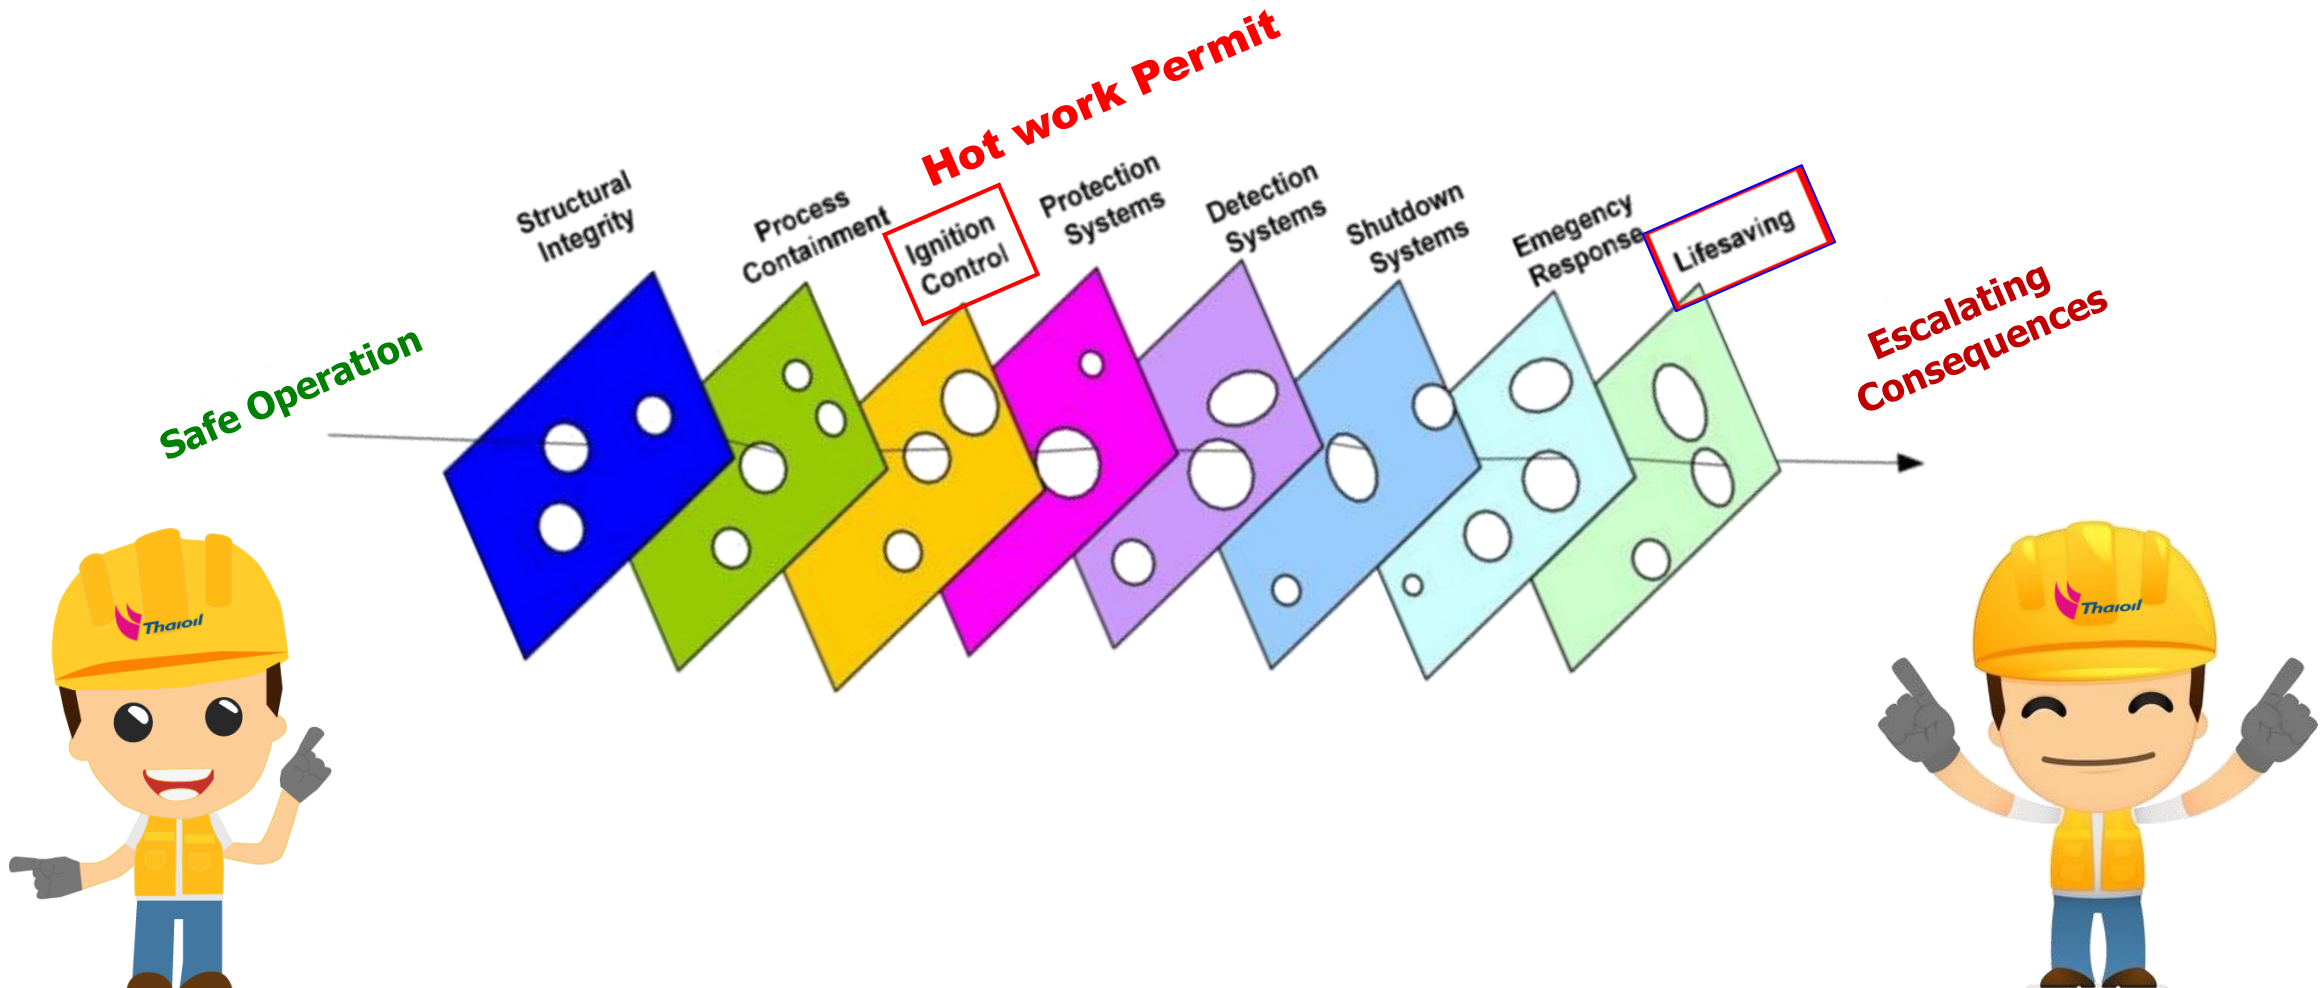 Hot work Permit
Structural
Integrity
Process
Containment
Ignition
Control
Protection
Systems
Detection
Systems
Shutdown
Systems
Emegency
Response
Lifesaving
Safe Operation
Escalating
Consequences
Thaioil
Thaioil